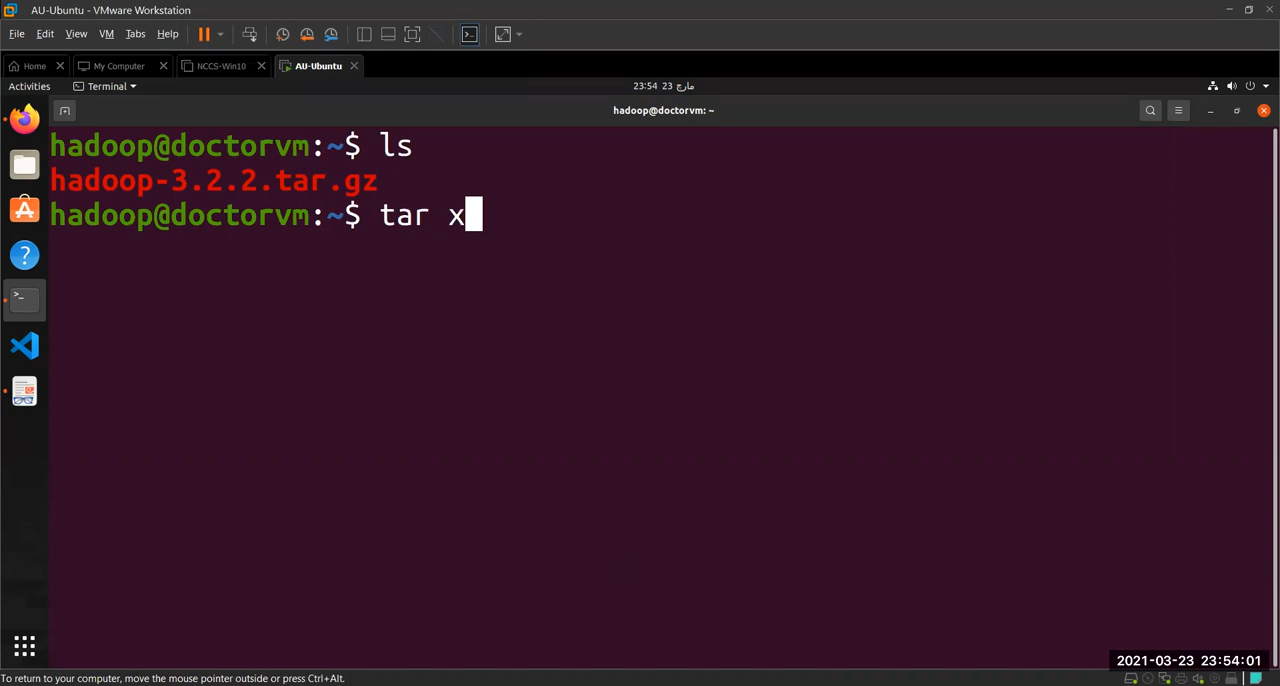 AU-Ubuntu - VMware Workstation
File Edit View VM Tabs Help
Home My Computer NCCS-Win10 AU-Ubuntu
Activities Terminal 23:54 23 مارچ
hadoop@doctorvm: ~
hadoop@doctorvm:~$ ls
hadoop-3.2.2.tar.gz
hadoop@doctorvm:~$ tar x
2021-03-23 23:54:01
To return to your computer, move the mouse pointer outside or press Ctrl+Alt.